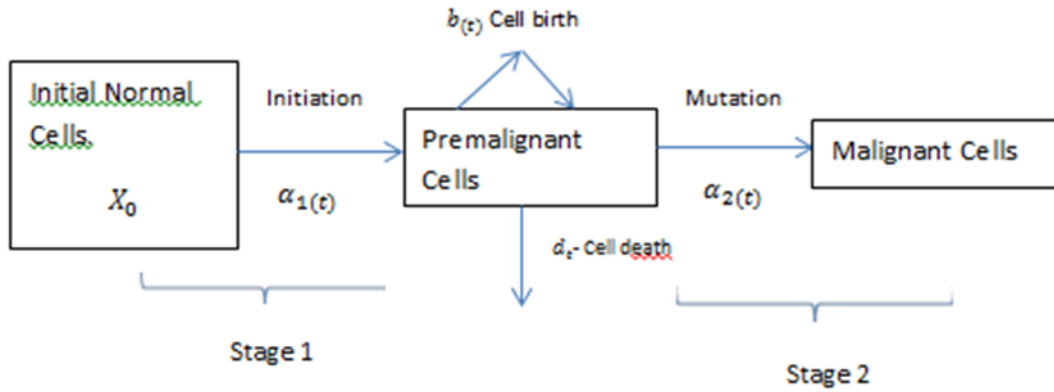 b(t) Cell birth
Initial Normal
Cells.
X0
Initiation
α1(t)
Premalignant
Cells
Mutation
α2(t)
Malignant Cells
dt- Cell death
Stage 1
Stage 2